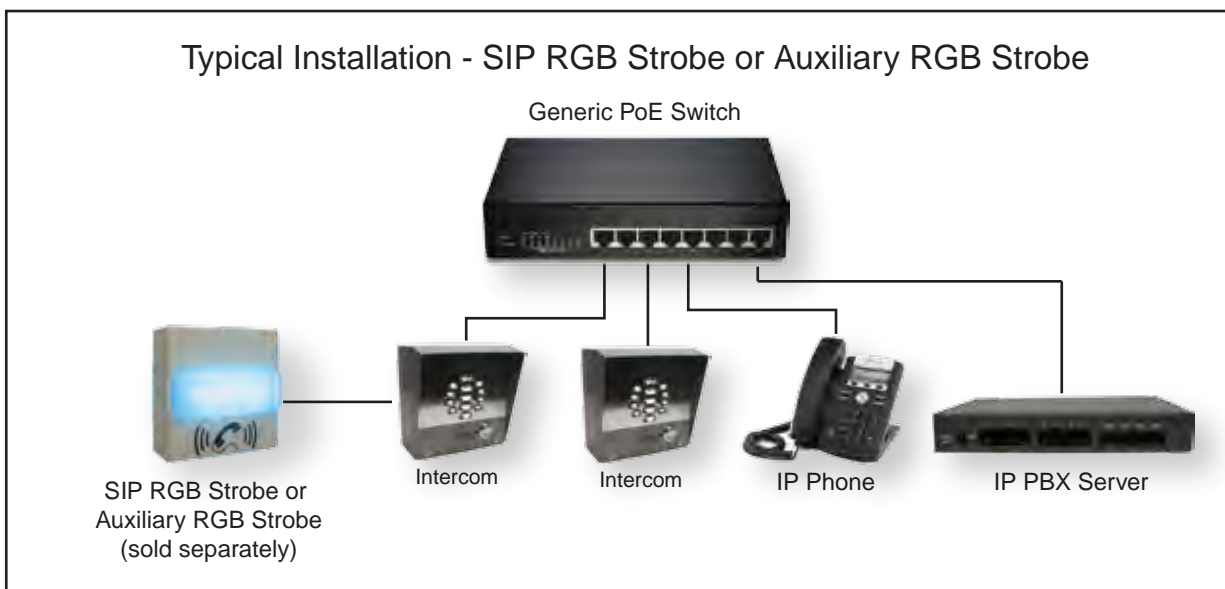 Typical Installation - SIP RGB Strobe or Auxiliary RGB Strobe
Generic PoE Switch
SIP RGB Strobe or
Auxiliary RGB Strobe
(sold separately)
Intercom
Intercom
IP Phone
IP PBX Server